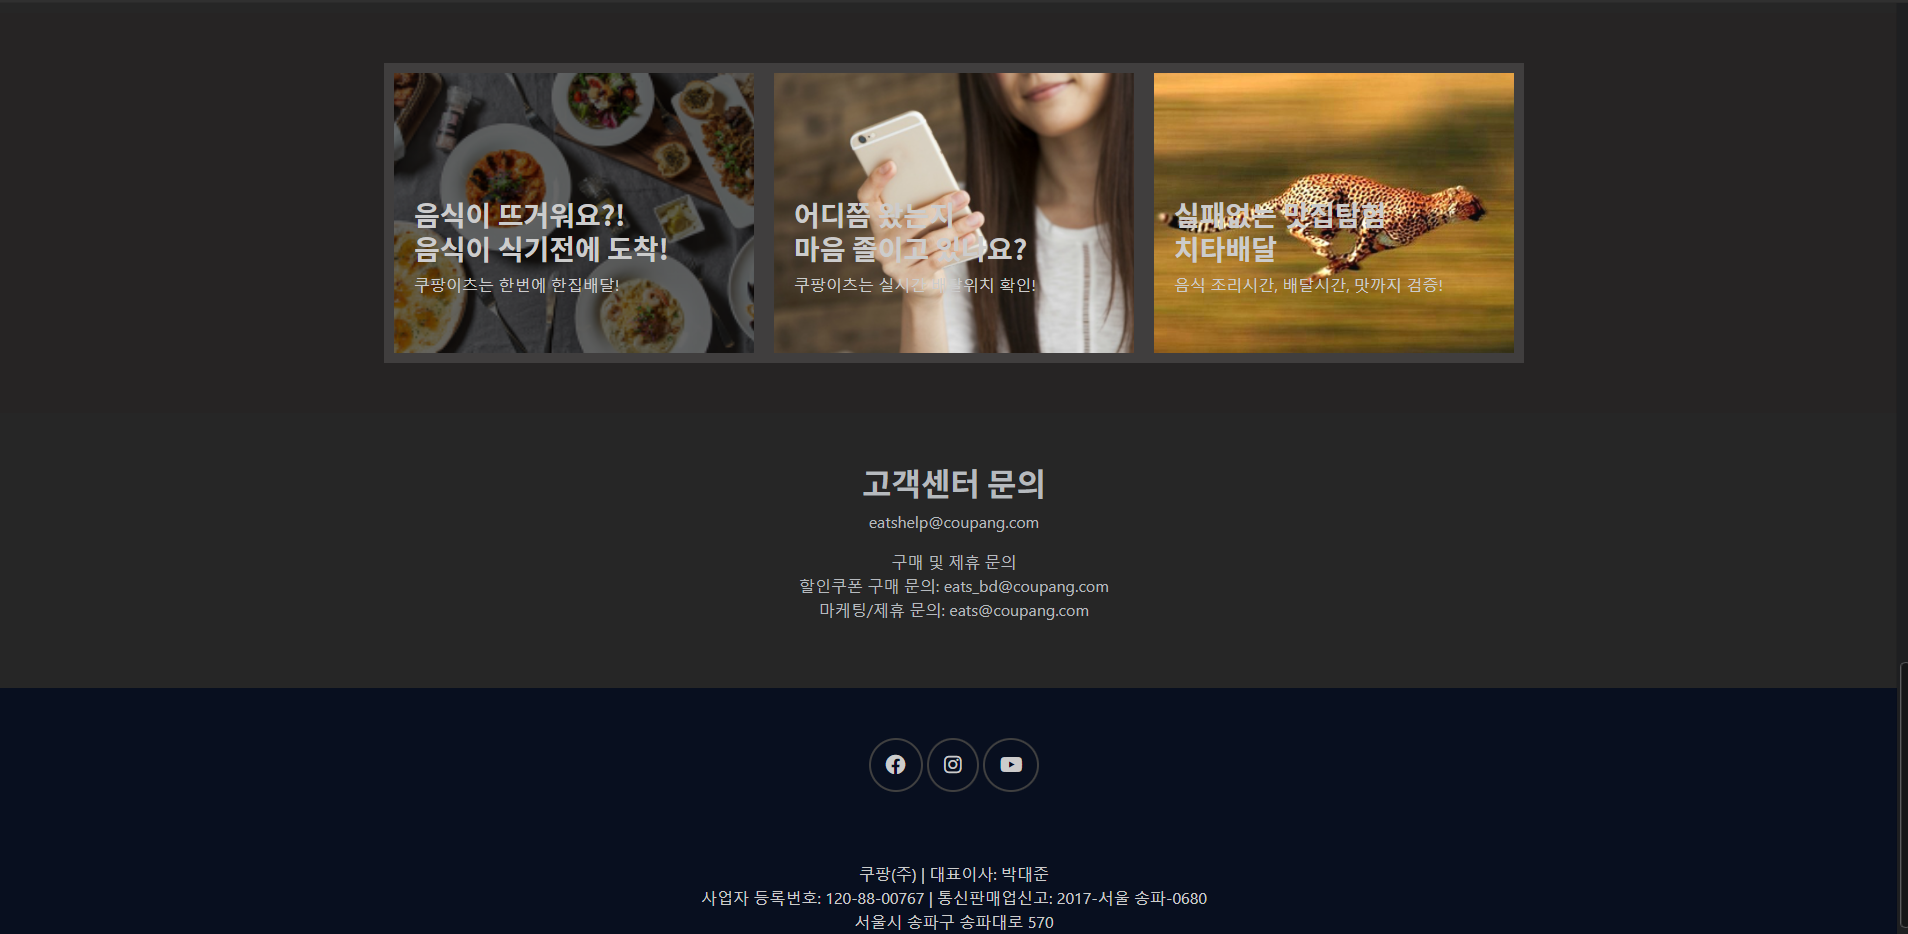 음식이 뜨거워요?!
음식이 식기전에 도착!
쿠팡이츠는 한번에 한집배달!
어디쯤 왔는지
마음 졸이고 있나요?
쿠팡이츠는 실시간 배달위치 확인!
실패없는 맛집탐험
치타배달
음식 조리시간, 배달시간, 맛까지 검증!
고객센터 문의
eatshelp@coupang.com
구매 및 제휴 문의
할인쿠폰 구매 문의: eats_bd@coupang.com
마케팅/제휴 문의: eats@coupang.com
쿠팡(주) | 대표이사: 박대준
사업자 등록번호: 120-88-00767 | 통신판매업신고: 2017-서울 송파-0680
서울시 송파구 송파대로 570